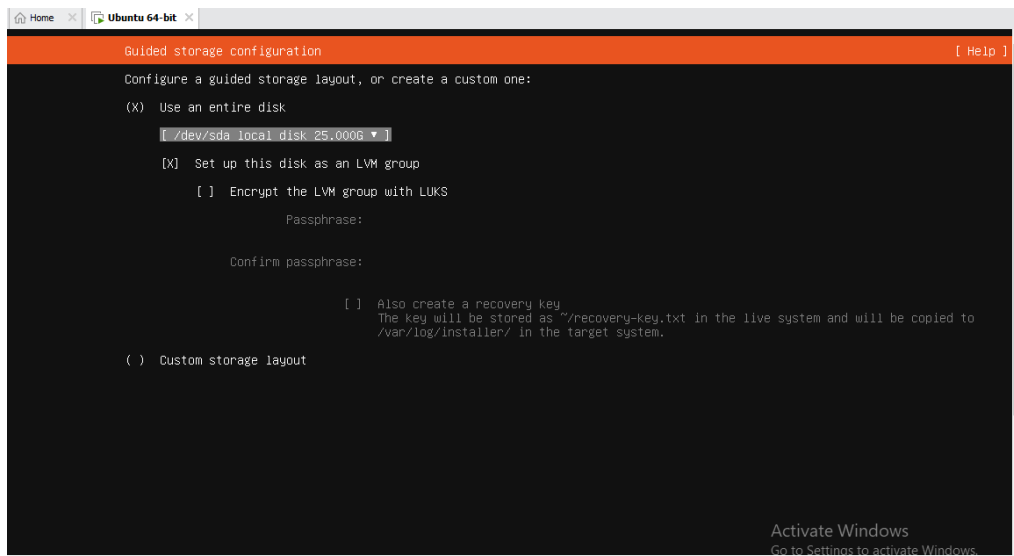 Home
Ubuntu 64-bit
Guided storage configuration [ Help ]
Configure a guided storage layout, or create a custom one:
(X) Use an entire disk
[ /dev/sda local disk 25.000G ▾ ]
[X] Set up this disk as an LVM group
[ ] Encrypt the LVM group with LUKS
Passphrase:
Confirm passphrase:
[ ] Also create a recovery key
The key will be stored as ~/recovery-key.txt in the live system and will be copied to
/var/log/installer/ in the target system.
( ) Custom storage layout
Activate Windows
Go to Settings to activate Windows.